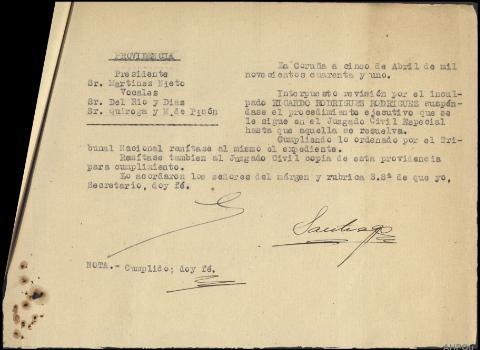 PROVIDENCIA
Presidente
Sr. Martinez Nieto
Vocales
Sr. Del Rio y Diaz
Sr. Quiroga y M. de Pisón
En Coruña a cinco de Abril de mil
novecientos cuarenta y uno.
Interpuesto revisión por el incul-
pado RICARDO RODRIGUEZ RODRIGUEZ suspén-
dase el procedimiento ejecutivo que se
le sigue en el Juzgado Civil Especial
hasta que aquella se resuelva.
Cumpliendo lo ordenado por el Tri-
bunal Nacional remítase al mismo el expediente.
Remítase tambien al Juzgado Civil copia de esta providencia
para cumplimiento.
Lo acordaron los señores del márgen y rubrica S.Sª de que yo,
Secretario, doy fé.
Santiago
NOTA.- Cumplido; doy fé.